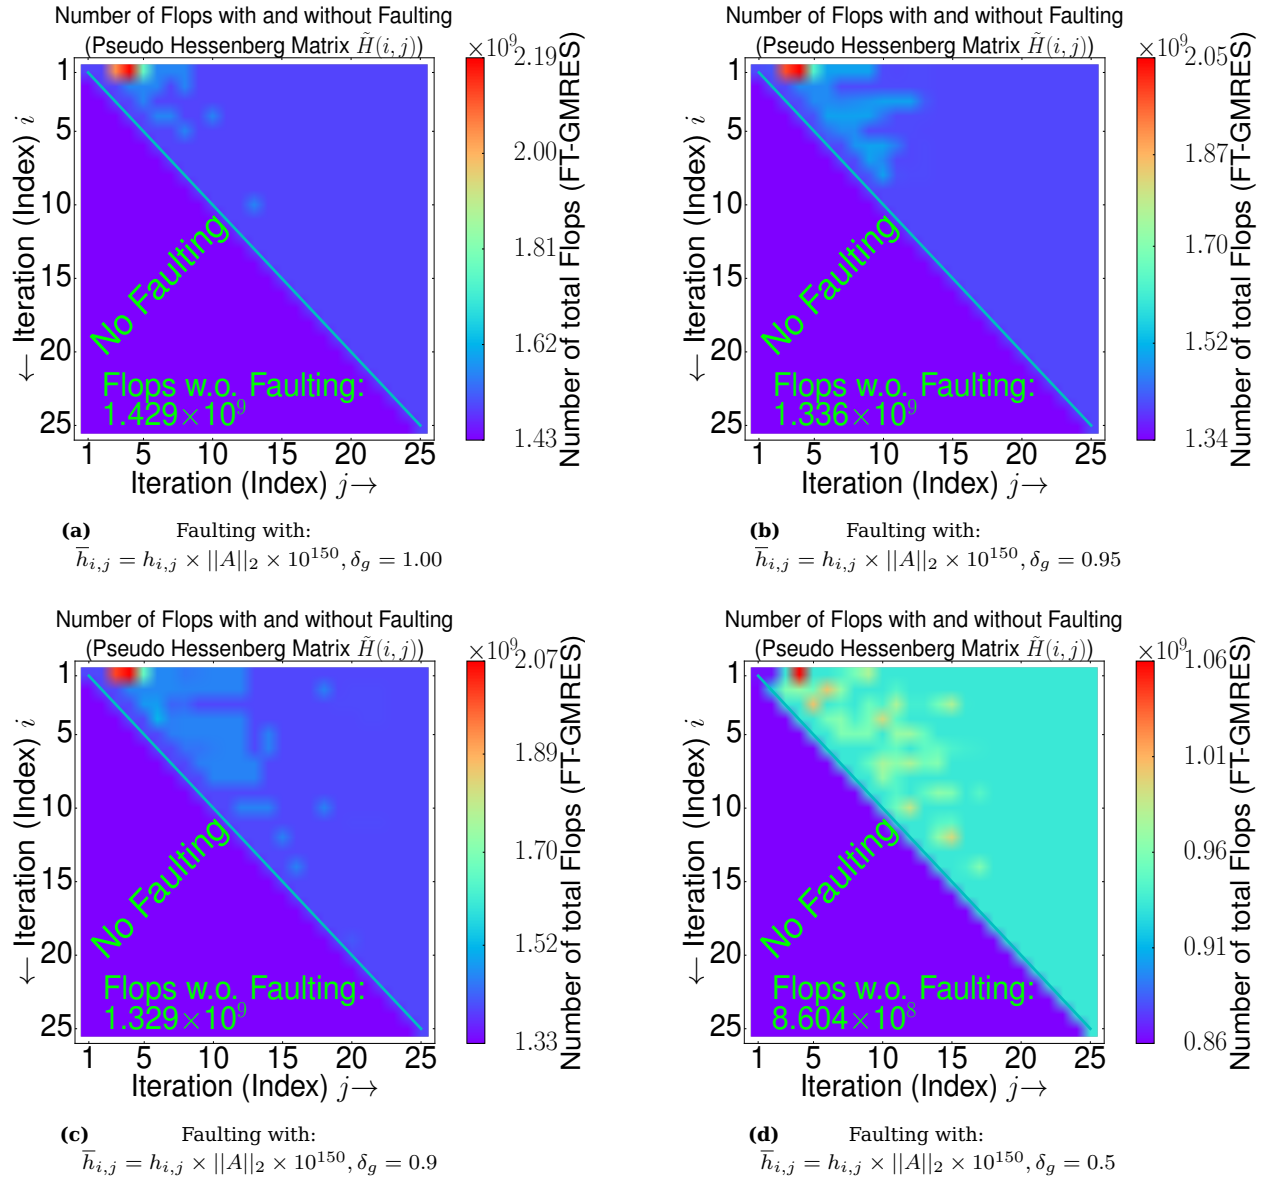 Number of Flops with and without Faulting
(Pseudo Hessenberg Matrix H̃(i, j))
×10⁹
2.19
2.00
1.81
1.62
1.43
Number of total Flops (FT-GMRES)
← Iteration (Index) i
1
5
10
15
20
25
No Faulting
Flops w.o. Faulting:
1.429×10⁹
1 5 10 15 20 25
Iteration (Index) j→
(a) Faulting with:
h̅ᵢ,ⱼ = hᵢ,ⱼ × ||A||₂ × 10¹⁵⁰, δg = 1.00
Number of Flops with and without Faulting
(Pseudo Hessenberg Matrix H̃(i, j))
×10⁹
2.05
1.87
1.70
1.52
1.34
Number of total Flops (FT-GMRES)
← Iteration (Index) i
1
5
10
15
20
25
No Faulting
Flops w.o. Faulting:
1.336×10⁹
1 5 10 15 20 25
Iteration (Index) j→
(b) Faulting with:
h̅ᵢ,ⱼ = hᵢ,ⱼ × ||A||₂ × 10¹⁵⁰, δg = 0.95
Number of Flops with and without Faulting
(Pseudo Hessenberg Matrix H̃(i, j))
×10⁹
2.07
1.89
1.70
1.52
1.33
Number of total Flops (FT-GMRES)
← Iteration (Index) i
1
5
10
15
20
25
No Faulting
Flops w.o. Faulting:
1.329×10⁹
1 5 10 15 20 25
Iteration (Index) j→
(c) Faulting with:
h̅ᵢ,ⱼ = hᵢ,ⱼ × ||A||₂ × 10¹⁵⁰, δg = 0.9
Number of Flops with and without Faulting
(Pseudo Hessenberg Matrix H̃(i, j))
×10⁹
1.06
1.01
0.96
0.91
0.86
Number of total Flops (FT-GMRES)
← Iteration (Index) i
1
5
10
15
20
25
No Faulting
Flops w.o. Faulting:
8.604×10⁸
1 5 10 15 20 25
Iteration (Index) j→
(d) Faulting with:
h̅ᵢ,ⱼ = hᵢ,ⱼ × ||A||₂ × 10¹⁵⁰, δg = 0.5